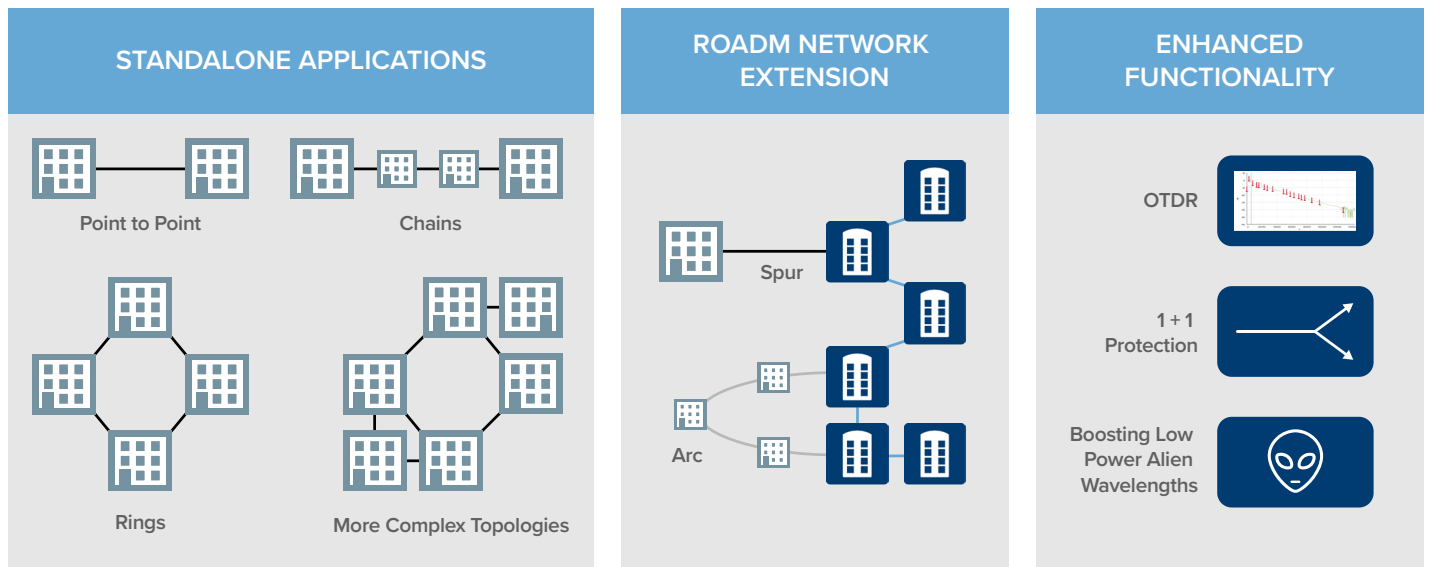 STANDALONE APPLICATIONS
Point to Point
Chains
Rings
More Complex Topologies
ROADM NETWORK
EXTENSION
Spur
Arc
ENHANCED
FUNCTIONALITY
OTDR
1 + 1
Protection
Boosting Low
Power Alien
Wavelengths